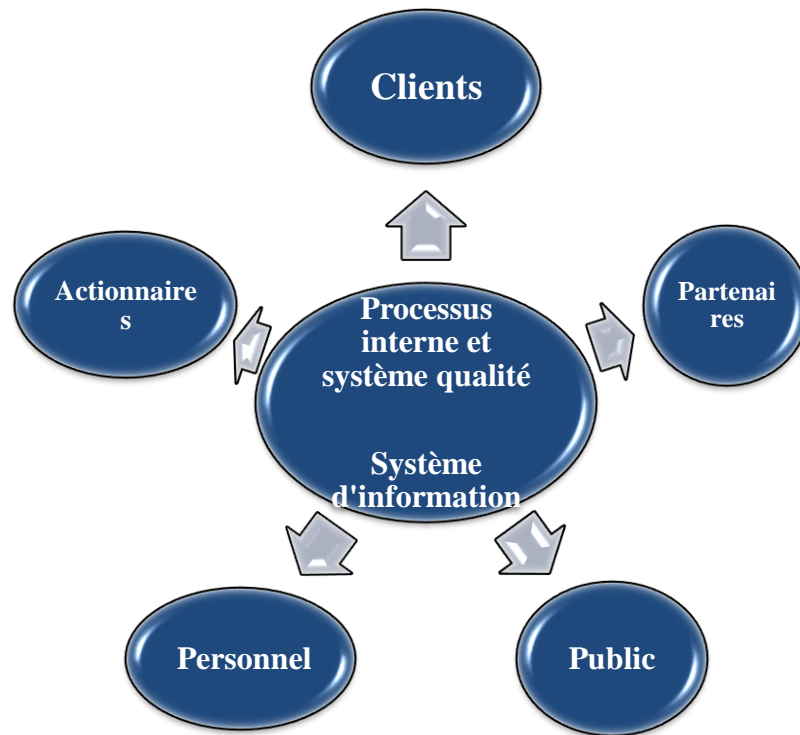 Clients
Actionnaire
s
Partenai
res
Processus
interne et
système qualité
Système
d'information
Personnel
Public